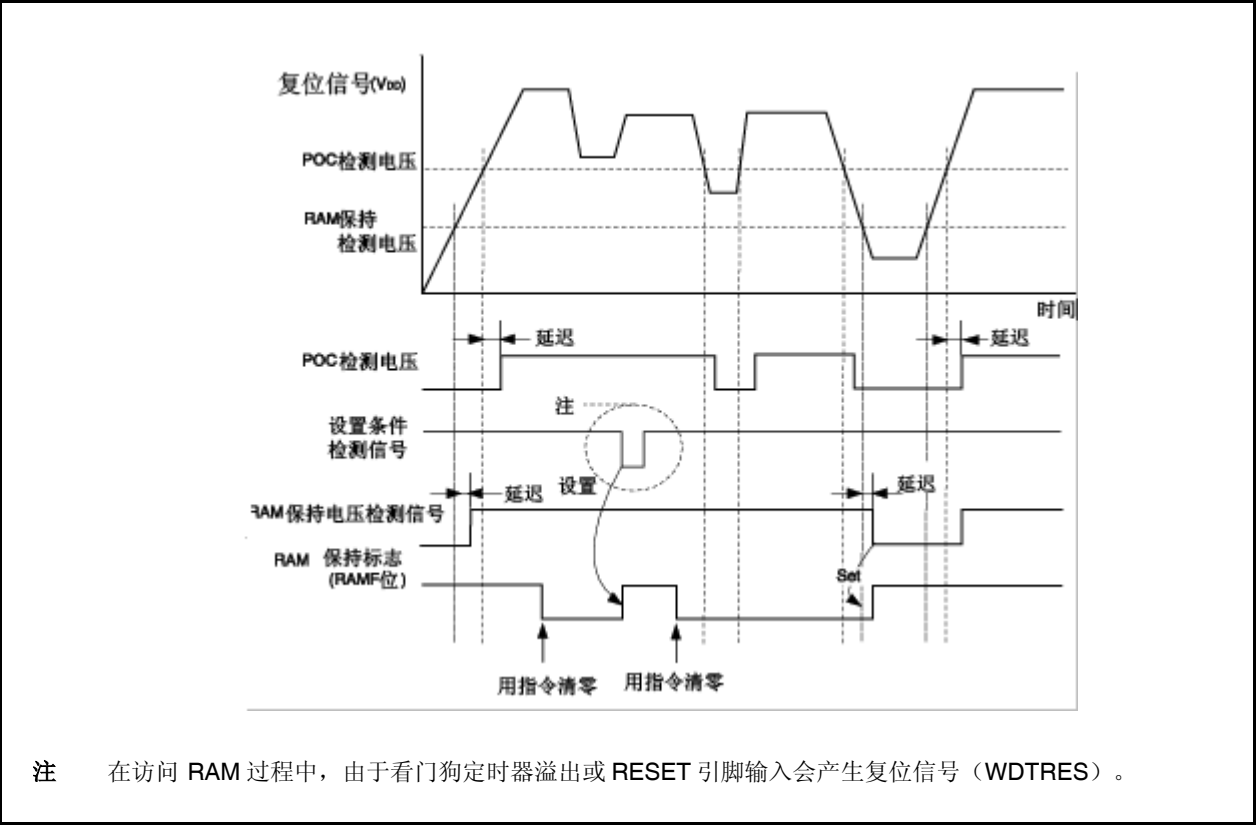 复位信号(VDD)
POC检测电压
RAM保持
检测电压
时间
延迟
延迟
POC检测电压
注
设置条件
检测信号
设置
延迟
延迟
RAM保持电压检测信号
RAM 保持标志
(RAMF位)
Set
用指令清零
用指令清零
注 在访问 RAM 过程中，由于看门狗定时器溢出或 RESET 引脚输入会产生复位信号（WDTRES）。